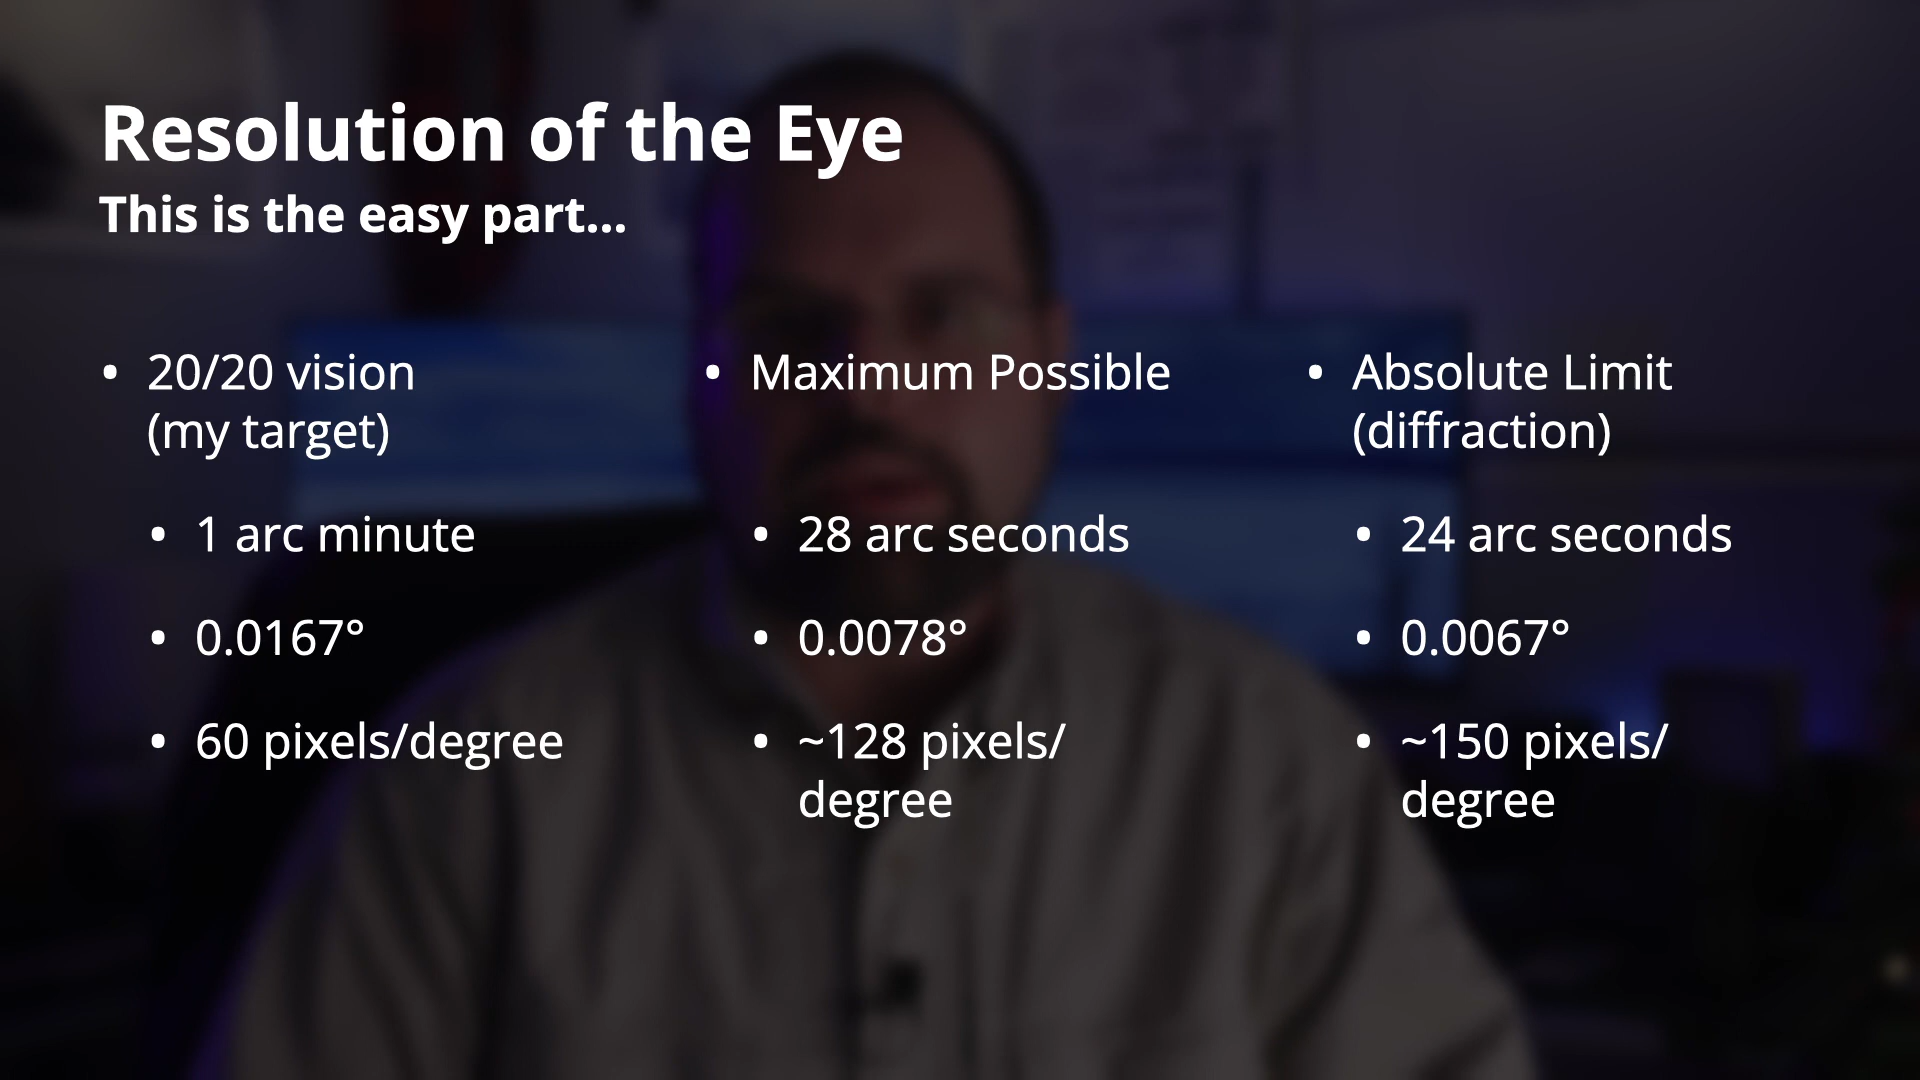 Resolution of the Eye
This is the easy part...
• 20/20 vision
(my target)
• 1 arc minute
• 0.0167°
• 60 pixels/degree
• Maximum Possible
• 28 arc seconds
• 0.0078°
• ~128 pixels/
degree
• Absolute Limit
(diffraction)
• 24 arc seconds
• 0.0067°
• ~150 pixels/
degree